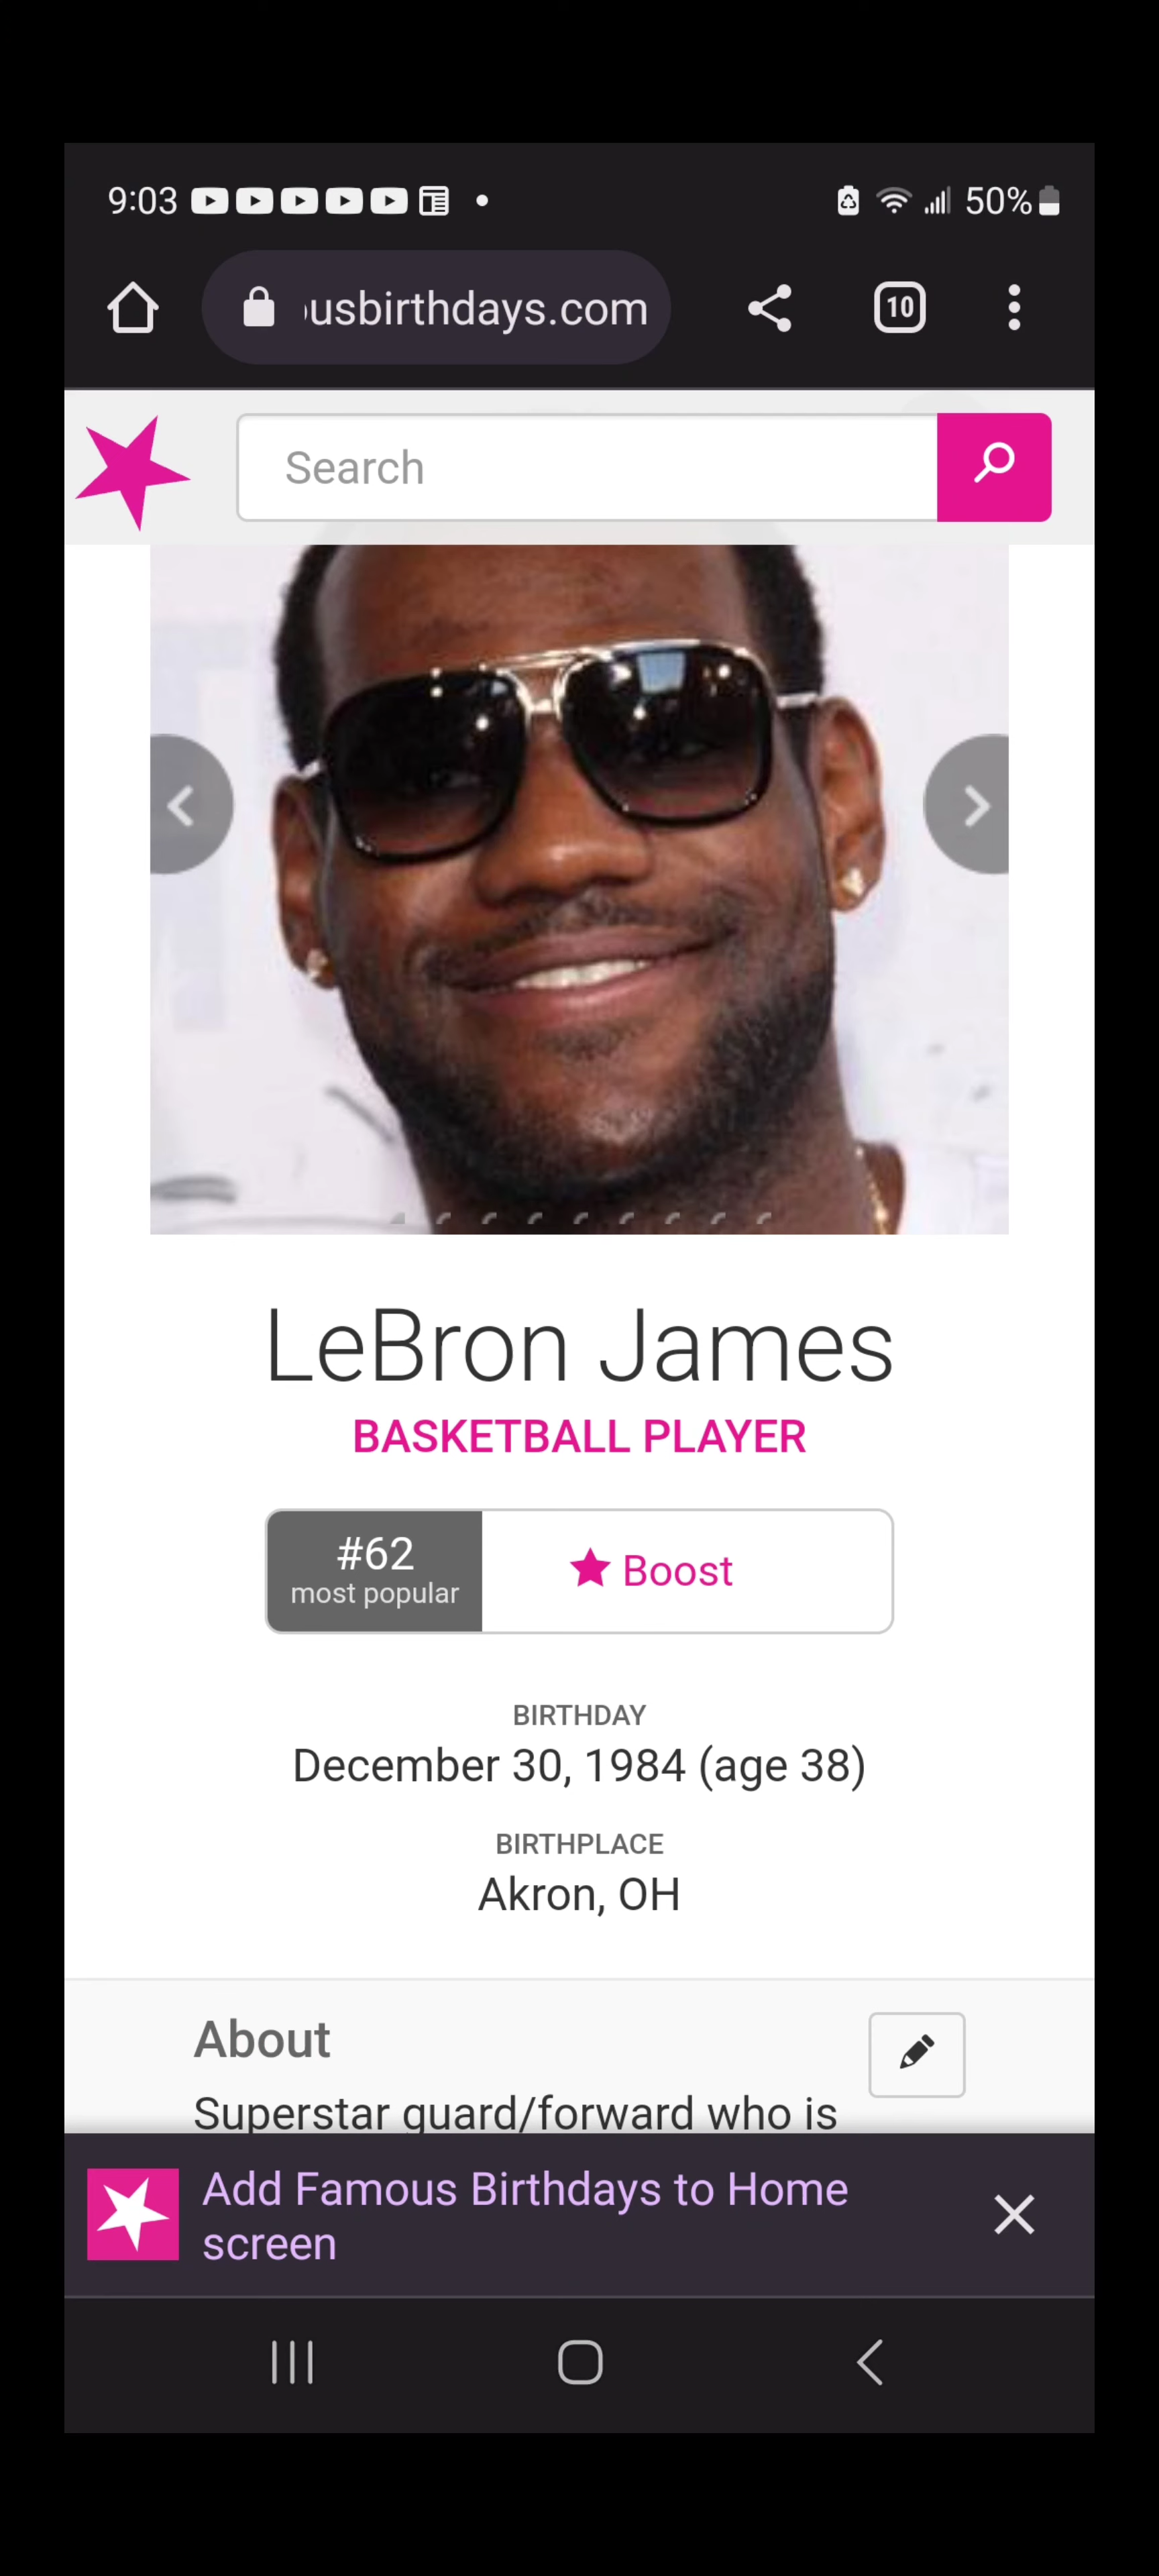 9:03
50%
usbirthdays.com
10
Search
LeBron James
BASKETBALL PLAYER
#62
most popular
Boost
BIRTHDAY
December 30, 1984 (age 38)
BIRTHPLACE
Akron, OH
About
Superstar guard/forward who is
Add Famous Birthdays to Home
screen